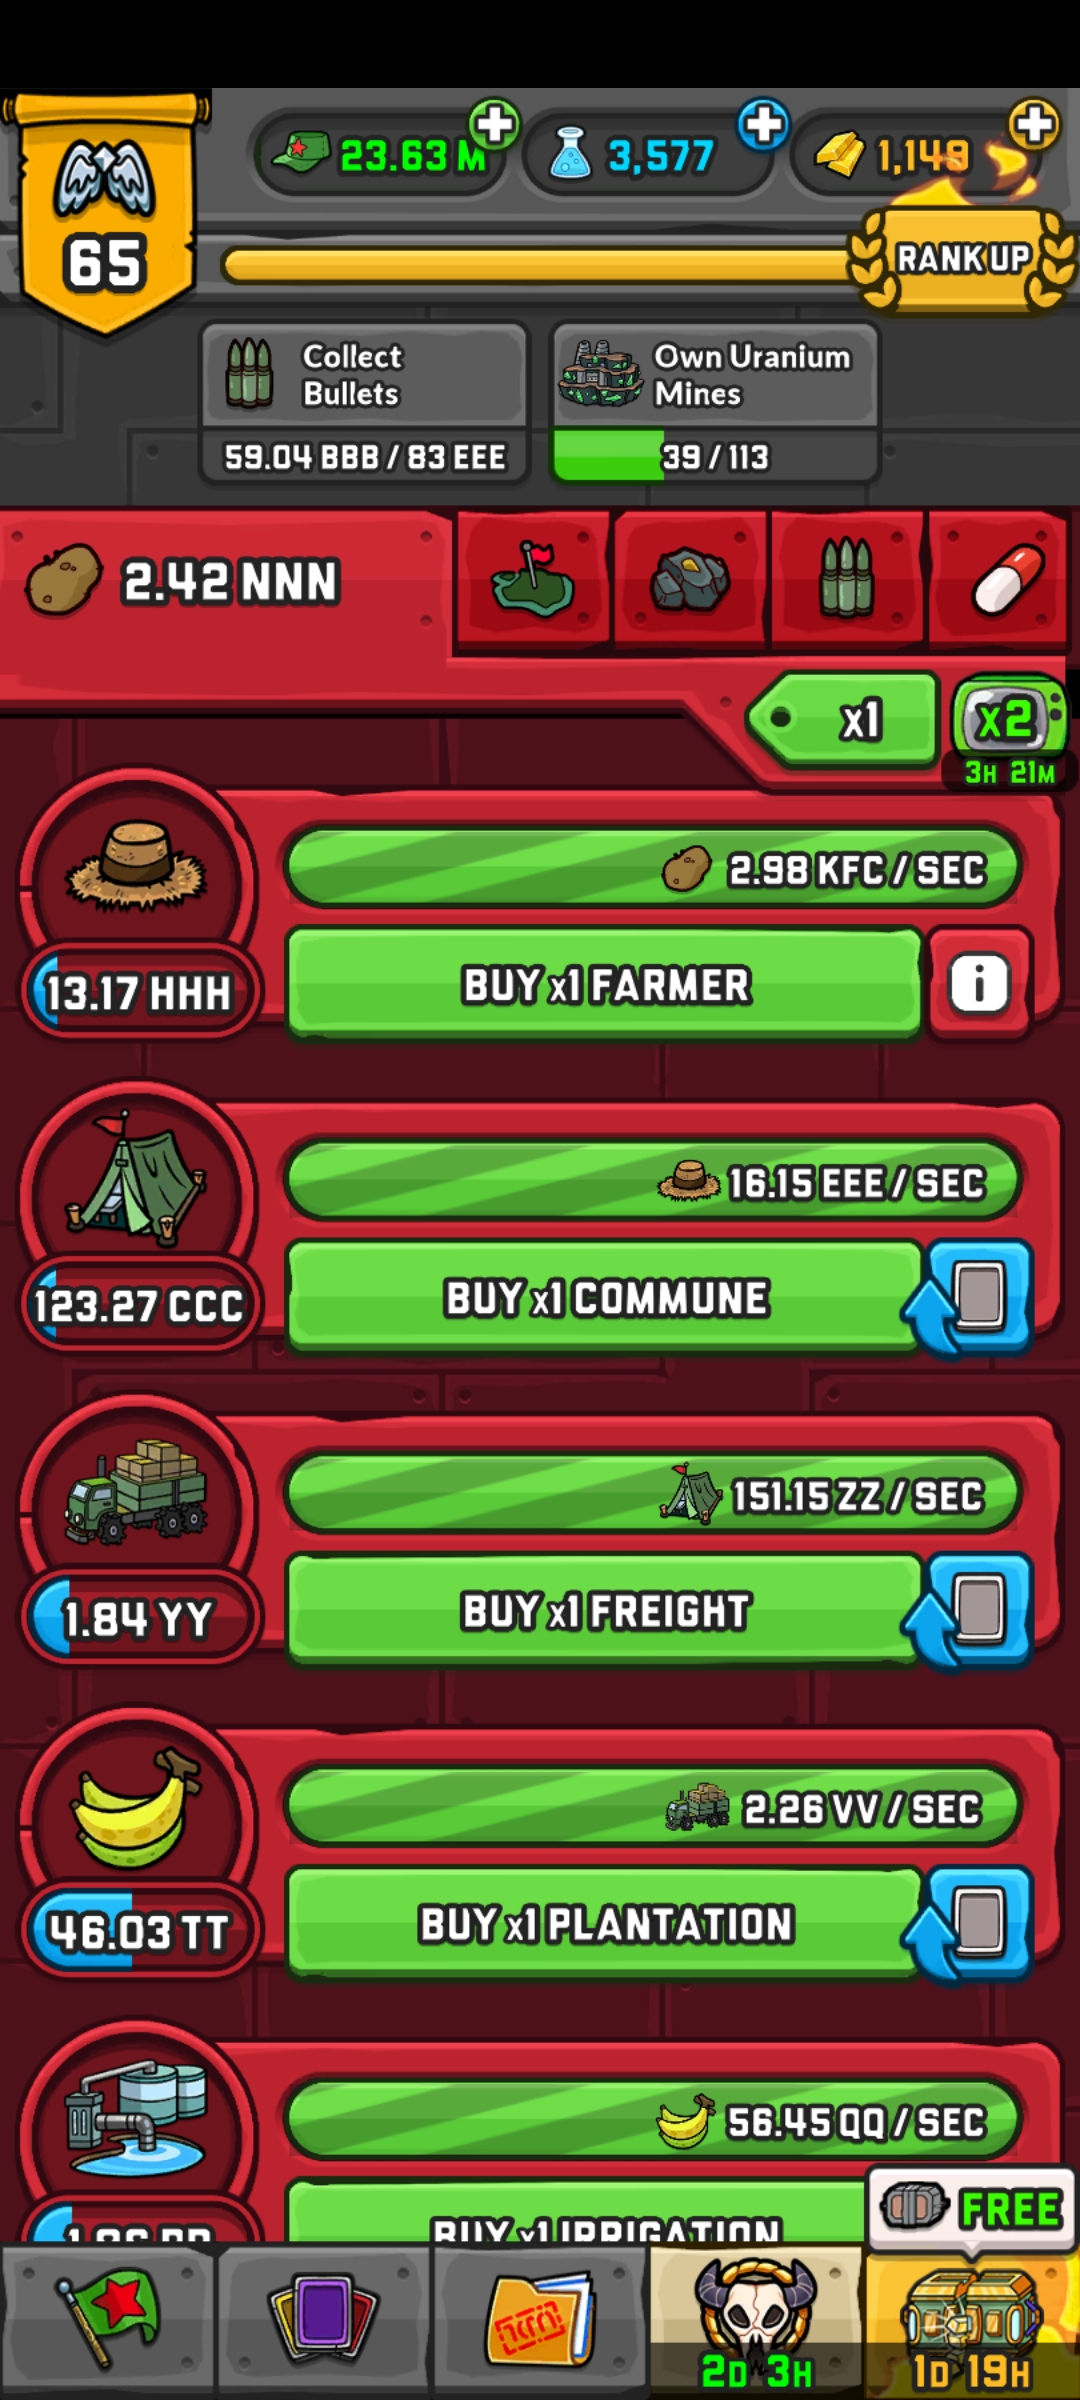 23.63 M
3,577
1,149
65
RANK UP
Collect
Bullets
59.04 BBB / 83 EEE
Own Uranium
Mines
39 / 113
2.42 NNN
x1
x2
3H 21M
2.98 KFC / SEC
13.17 HHH
BUY x1 FARMER
i
16.15 EEE / SEC
123.27 CCC
BUY x1 COMMUNE
151.15 ZZ / SEC
1.84 YY
BUY x1 FREIGHT
2.26 VV / SEC
46.03 TT
BUY x1 PLANTATION
56.45 QQ / SEC
BUY x1 IRRIGATION
FREE
2D 3H
1D 19H